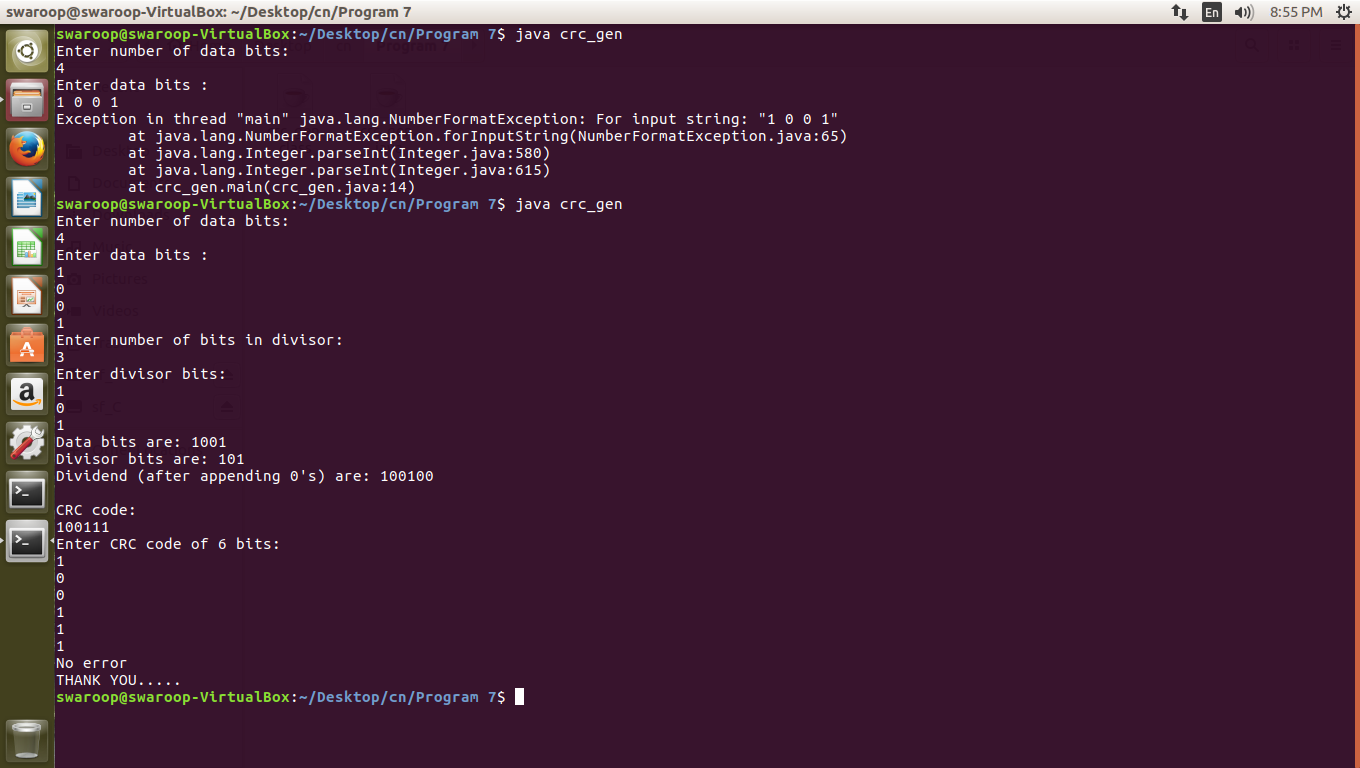 swaroop@swaroop-VirtualBox: ~/Desktop/cn/Program 7
En
8:55 PM
swaroop@swaroop-VirtualBox:~/Desktop/cn/Program 7$ java crc_gen
Enter number of data bits:
4
Enter data bits :
1 0 0 1
Exception in thread "main" java.lang.NumberFormatException: For input string: "1 0 0 1"
        at java.lang.NumberFormatException.forInputString(NumberFormatException.java:65)
        at java.lang.Integer.parseInt(Integer.java:580)
        at java.lang.Integer.parseInt(Integer.java:615)
        at crc_gen.main(crc_gen.java:14)
swaroop@swaroop-VirtualBox:~/Desktop/cn/Program 7$ java crc_gen
Enter number of data bits:
4
Enter data bits :
1
0
0
1
Enter number of bits in divisor:
3
Enter divisor bits:
1
0
1
Data bits are: 1001
Divisor bits are: 101
Dividend (after appending 0's) are: 100100
CRC code:
100111
Enter CRC code of 6 bits:
1
0
0
1
1
1
No error
THANK YOU.....
swaroop@swaroop-VirtualBox:~/Desktop/cn/Program 7$
Pictures
Videos